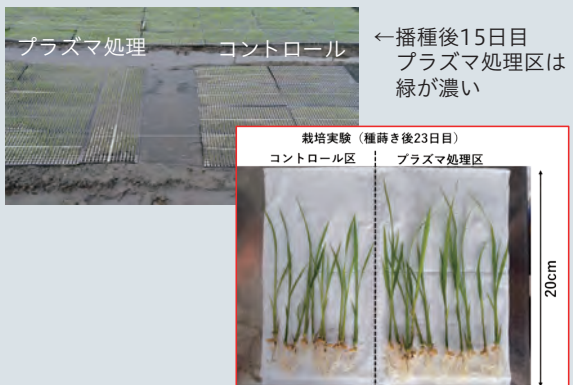 プラズマ処理 コントロール
←播種後15日目
プラズマ処理区は
緑が濃い
栽培実験（種蒔き後23日目）
コントロール区 プラズマ処理区
20cm